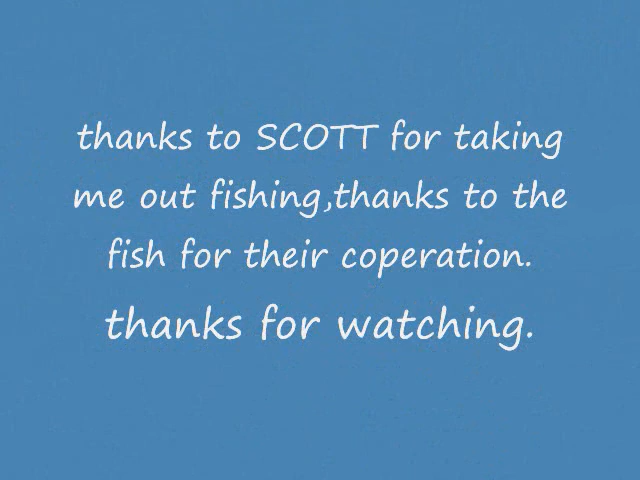 thanks to SCOTT for taking
me out fishing,thanks to the
fish for their coperation.
thanks for watching.